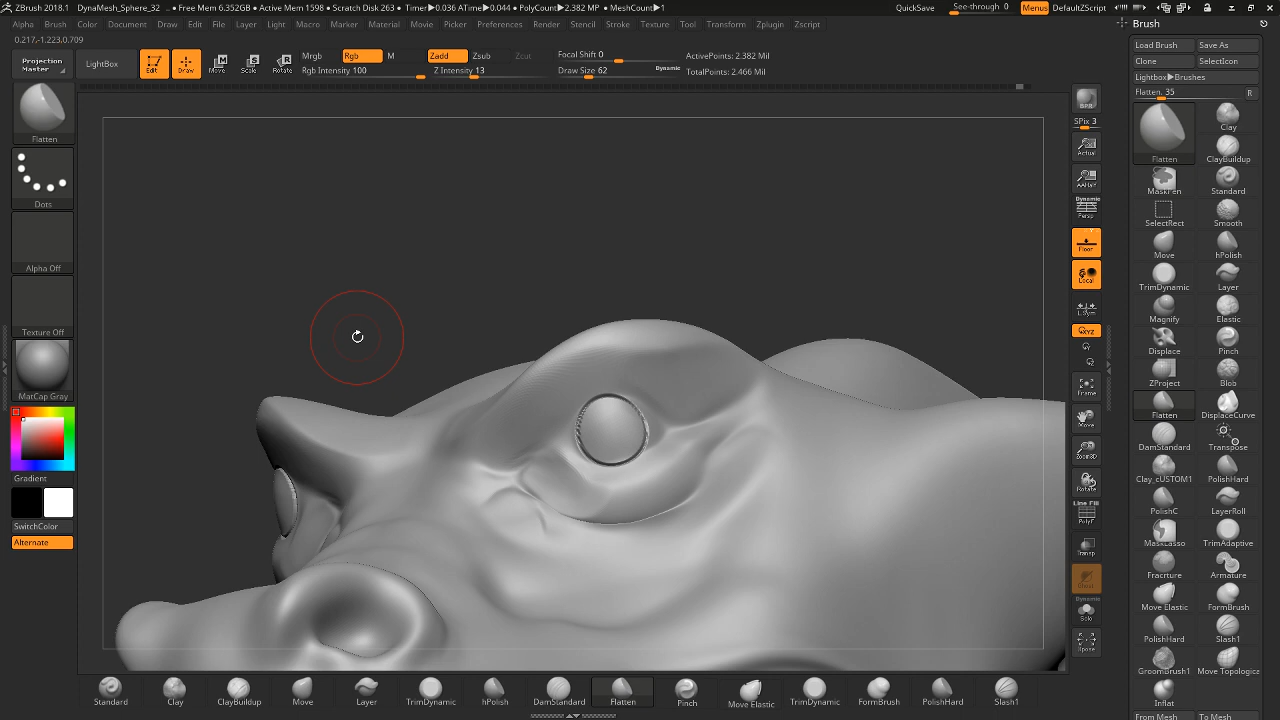 ZBrush 2018.1 DynaMesh_Sphere_32 .. ● Free Mem 6.352GB ● Active Mem 1598 ● Scratch Disk 263 ● Timer▶0.036 ATime▶0.044 ● PolyCount▶2.382 MP ● MeshCount▶1
QuickSave See-through 0 Menus DefaultZScript
Alpha Brush Color Document Draw Edit File Layer Light Macro Marker Material Movie Picker Preferences Render Stencil Stroke Texture Tool Transform Zplugin Zscript
Brush
0.217,-1.223,0.709
Projection
Master
LightBox
Edit
Draw
Move
Scale
Rotate
Mrgb Rgb M
Rgb Intensity 100
Zadd Zsub Zcut
Z Intensity 13
Focal Shift 0
Draw Size 62
Dynamic
ActivePoints: 2.382 Mil
TotalPoints: 2.466 Mil
Flatten
Dots
Alpha Off
Texture Off
MatCap Gray
Gradient
SwitchColor
Alternate
BPR
SPix 3
Actual
AAHalf
Dynamic
Persp
Floor
Local
L.Sym
XYZ
Frame
Move
Zoom3D
Rotate
Line Fill
PolyF
Transp
Ghost
Dynamic
Solo
Xpose
Load Brush Save As
Clone SelectIcon
Lightbox▶Brushes
Flatten. 35 R
Flatten Clay
ClayBuildup
MaskPen Standard
SelectRect Smooth
Move hPolish
TrimDynamic Layer
Magnify Elastic
Displace Pinch
ZProject Blob
Flatten DisplaceCurve
DamStandard Transpose
Clay_cUSTOM1 PolishHard
PolishC LayerRoll
MaskLasso TrimAdaptive
Fracrture Armature
Move Elastic FormBrush
PolishHard Slash1
GroomBrush1 Move Topologica
Inflat
From Mesh To Mesh
Standard Clay ClayBuildup Move Layer TrimDynamic hPolish DamStandard Flatten Pinch Move Elastic TrimDynamic FormBrush PolishHard Slash1